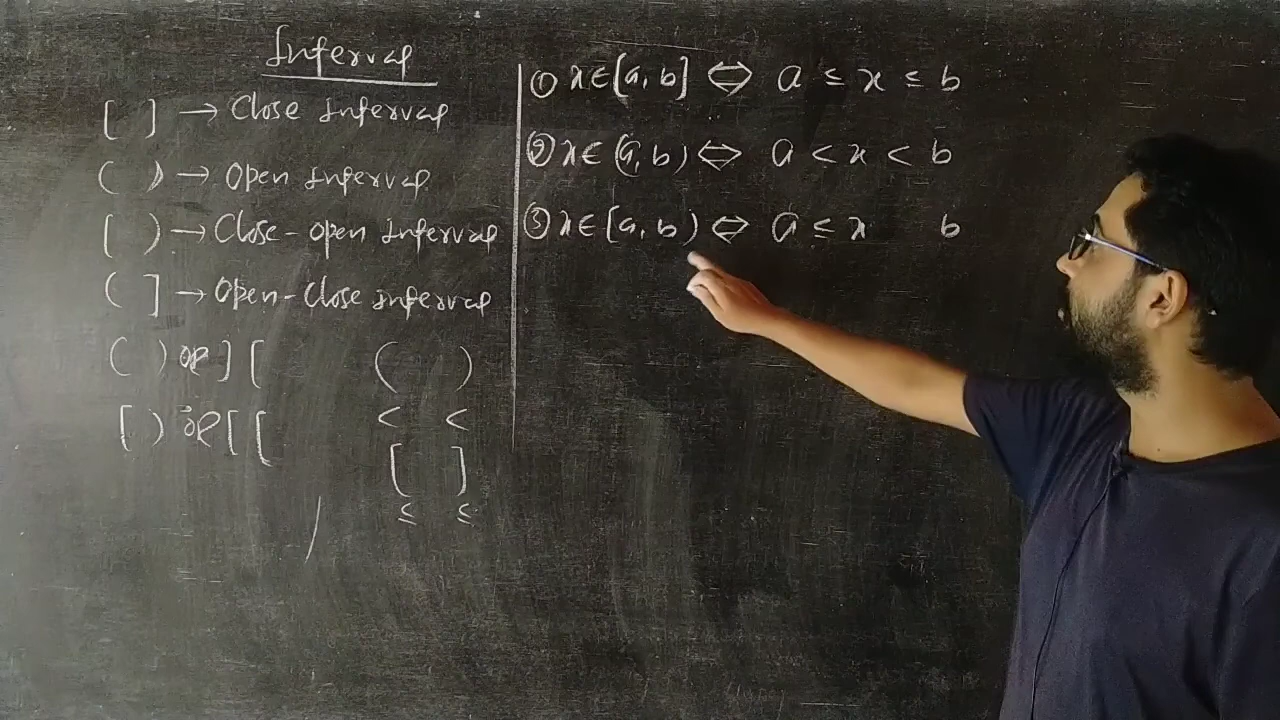 Interval
[ ] → Close interval
( ) → Open interval
[ ) → Close-open interval
( ] → Open-Close interval
( ) or ] [
[ ) or [ [
( )
< <
[ ]
≤ ≤
① x∈[a, b] ⇔ a ≤ x ≤ b
② x∈(a, b) ⇔ a < x < b
③ x∈[a, b) ⇔ a ≤ x b